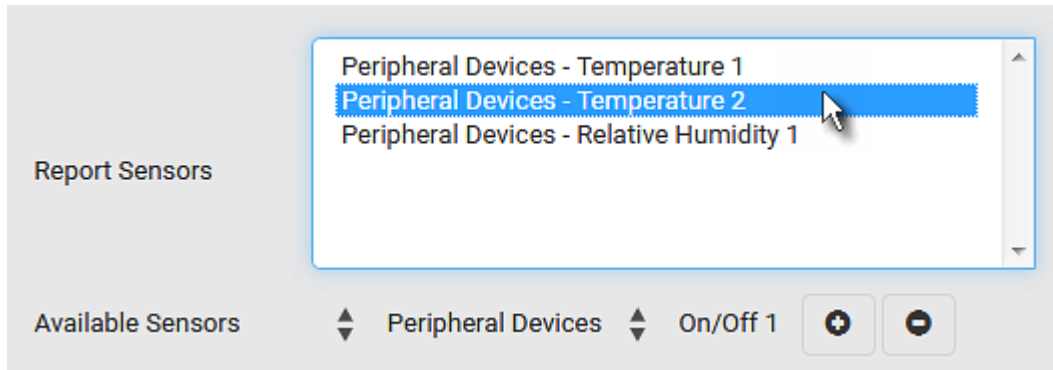 Peripheral Devices - Temperature 1
Peripheral Devices - Temperature 2
Peripheral Devices - Relative Humidity 1
Report Sensors
Available Sensors Peripheral Devices On/Off 1